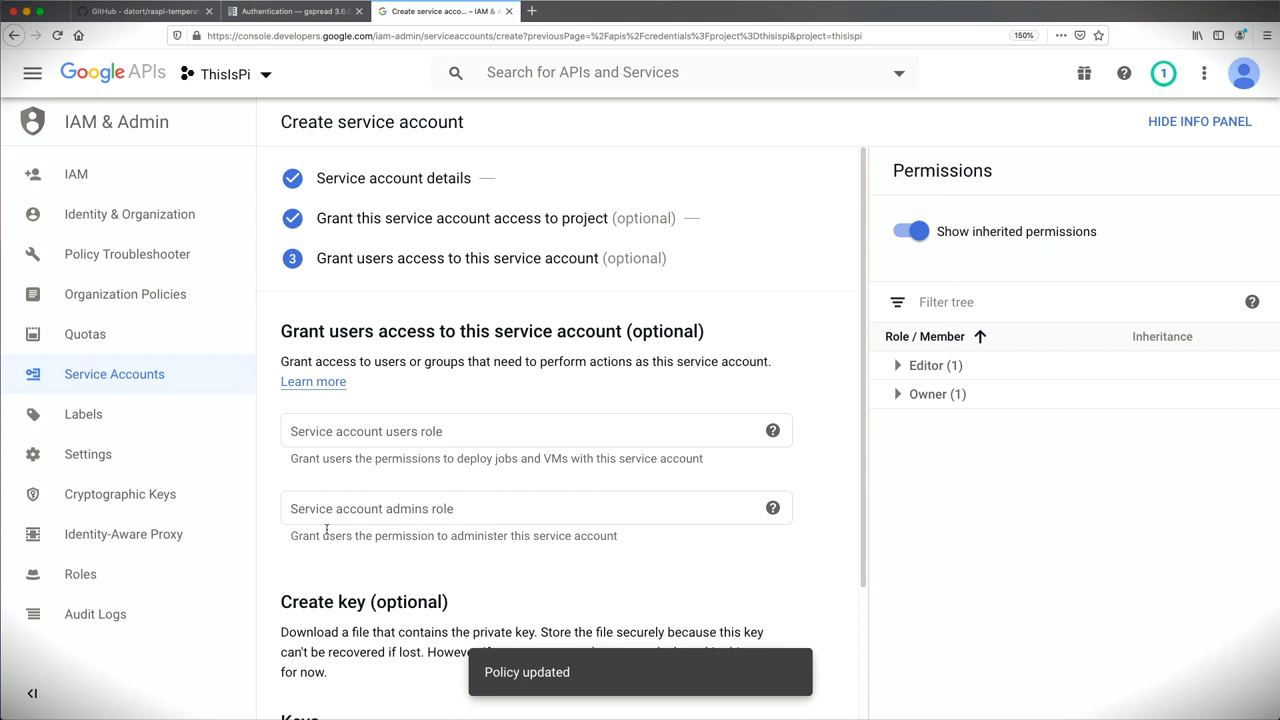 GitHub - datort/raspi-temperat
Authentication — gspread 3.6.
Create service acco... – IAM &
https://console.developers.google.com/iam-admin/serviceaccounts/create?previousPage=%2Fapis%2Fcredentials%3Fproject%3Dthisispi&project=thisispi
150%
Google APIs
ThisIsPi
Search for APIs and Services
1
IAM & Admin
Create service account
HIDE INFO PANEL
IAM
Identity & Organization
Policy Troubleshooter
Organization Policies
Quotas
Service Accounts
Labels
Settings
Cryptographic Keys
Identity-Aware Proxy
Roles
Audit Logs
Service account details
Grant this service account access to project (optional)
3 Grant users access to this service account (optional)
Grant users access to this service account (optional)
Grant access to users or groups that need to perform actions as this service account.
Learn more
Service account users role
Grant users the permissions to deploy jobs and VMs with this service account
Service account admins role
Grant users the permission to administer this service account
Create key (optional)
Download a file that contains the private key. Store the file securely because this key
can't be recovered if lost. Howeve
for now.
Policy updated
Keys
Permissions
Show inherited permissions
Filter tree
Role / Member
Inheritance
Editor (1)
Owner (1)